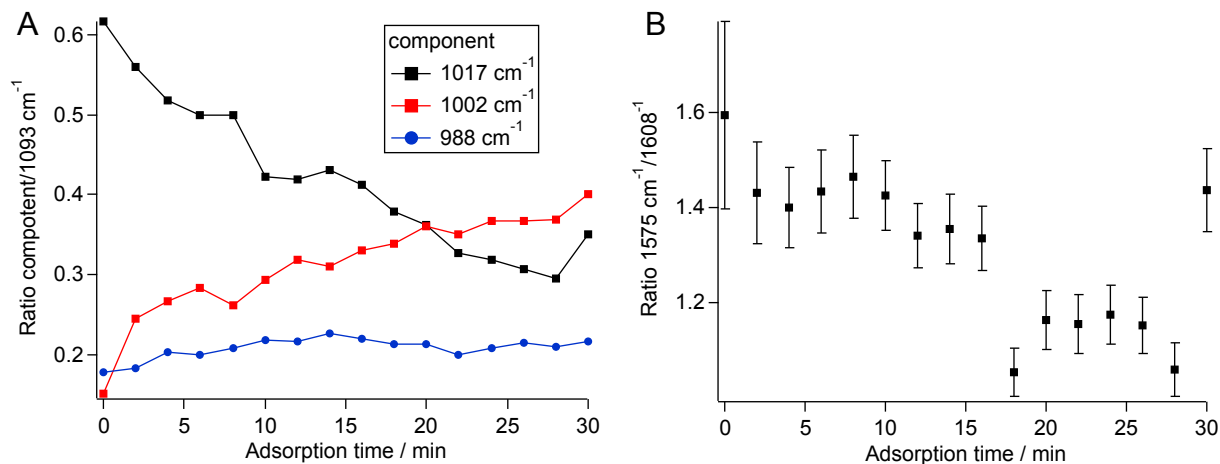 A
Ratio compotent/1093 cm⁻¹
0.6
0.5
0.4
0.3
0.2
component
1017 cm⁻¹
1002 cm⁻¹
988 cm⁻¹
0 5 10 15 20 25 30
Adsorption time / min
B
Ratio 1575 cm⁻¹/1608⁻¹
1.6
1.4
1.2
0 5 10 15 20 25 30
Adsorption time / min